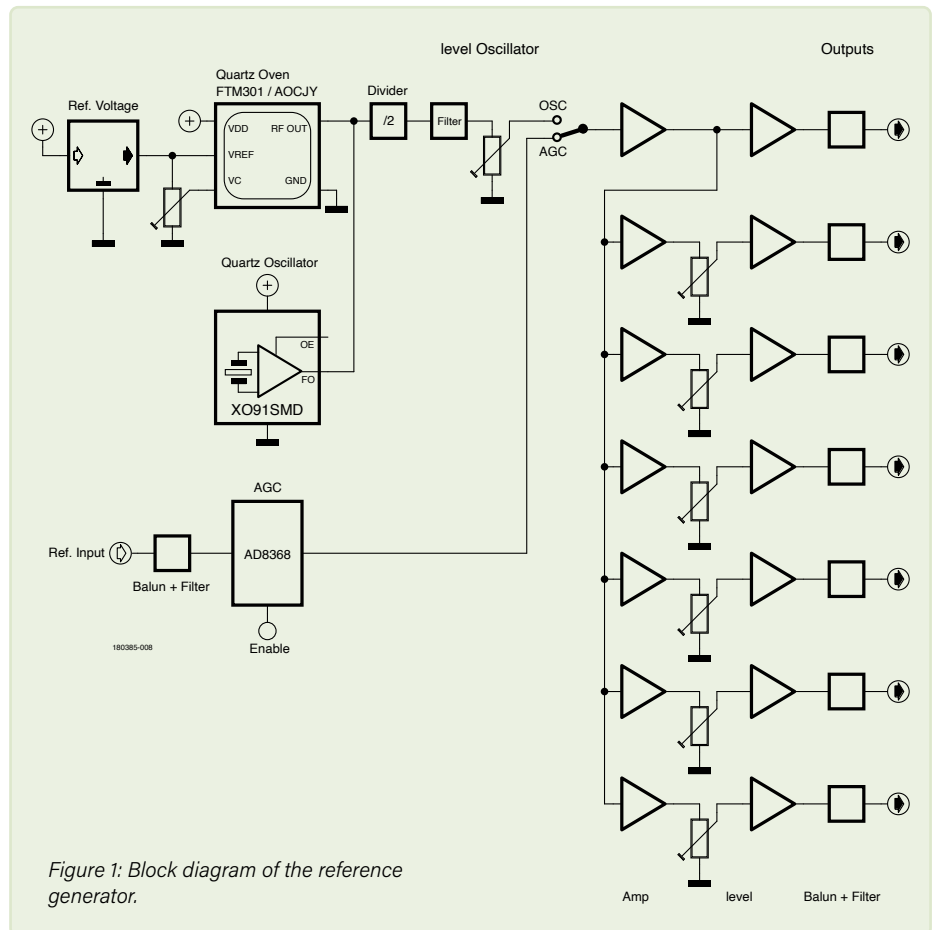 level Oscillator
Outputs
Quartz Oven
FTM301 / AOCJY
Ref. Voltage
Divider
VDD
RF OUT
VREF
VC
GND
/2
Filter
OSC
AGC
Quartz Oscillator
OE
FO
XO91SMD
AGC
Ref. Input
AD8368
Balun + Filter
Enable
180385-008
Figure 1: Block diagram of the reference
generator.
Amp
level
Balun + Filter